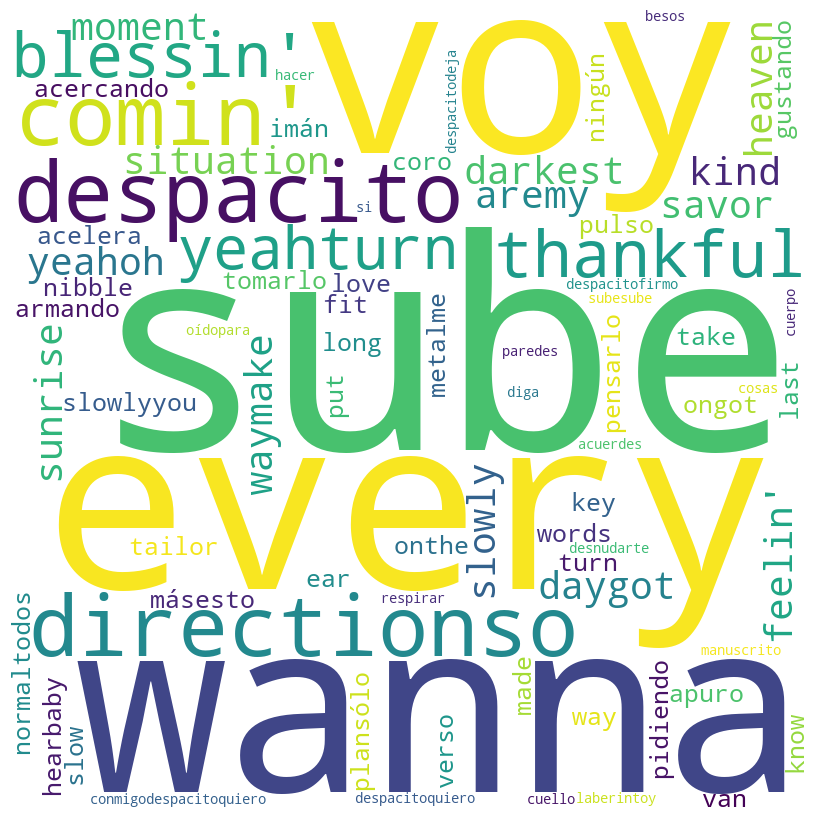 besos
moment
voy
blessin'
hacer
despacitodeja
ningún
heaven
gustando
acercando
comin'
imán
situation
coro
darkest
kind
despacito
si
aremy
savor
pulso
acelera
yeahoh
yeahturn
thankful
nibble
tomarlo
love
despacitofirmo
subesube
cuerpo
armando
fit
sube
oídopara
long
metalme
paredes
pensarlo
take
sunrise
waymake
put
diga
cosas
last
slowlyyou
ongot
acuerdes
every
slowly
key
words
tailor
onthe
desnudarte
feelin'
turn
ear
daygot
másesto
respirar
normaltodos
directionso
manuscrito
wanna
hearbaby
slow
plansólo
verso
made
way
pidiendo
apuro
know
conmigodespacitoquiero
despacitoquiero
cuello
laberintoy
van